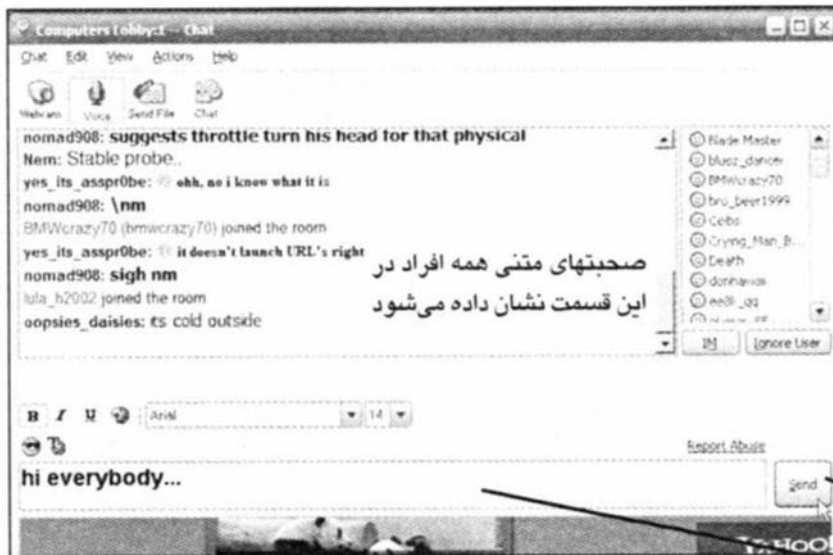 Computers Lobby:1 -- Chat
Chat Edit View Actions Help
Webcam Voice Send File Chat
nomad908: suggests throttle turn his head for that physical
Nem: Stable probe..
yes_its_asspr0be: ohh, no i know what it is
nomad908: \nm
BMWcrazy70 (bmwcrazy70) joined the room
yes_its_asspr0be: it doesn't launch URL's right
nomad908: sigh nm
lula_h2002 joined the room
oopsies_daisies: its cold outside
صحبتهای متنی همه افراد در
این قسمت نشان داده می‌شود
Blade Master
bluez_dancer
BMWcrazy70
bro_beer1999
Ceibs
Crying_Man_B...
Death
donhawas
IM Ignore User
B I U Arial 14
Report Abuse
hi everybody...
Send
YAHOO